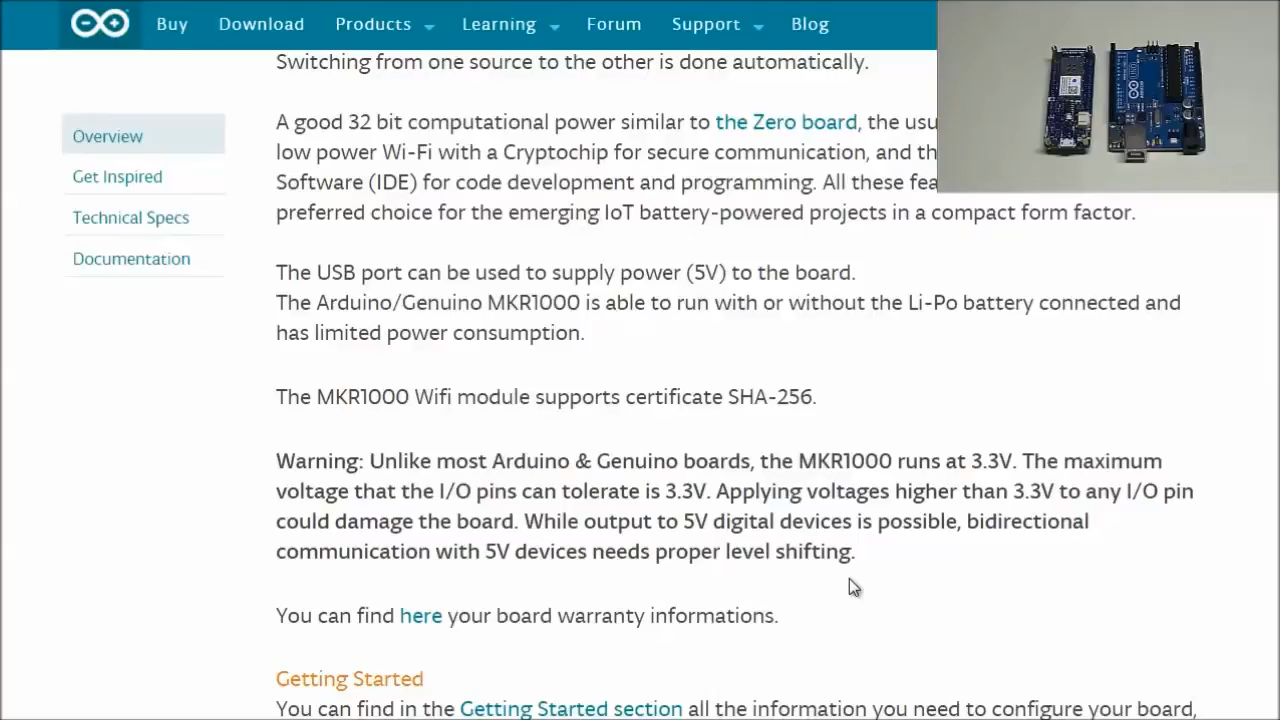 Buy Download Products Learning Forum Support Blog
Switching from one source to the other is done automatically.
Overview
Get Inspired
Technical Specs
Documentation
A good 32 bit computational power similar to the Zero board, the usu
low power Wi-Fi with a Cryptochip for secure communication, and th
Software (IDE) for code development and programming. All these fea
preferred choice for the emerging IoT battery-powered projects in a compact form factor.
The USB port can be used to supply power (5V) to the board.
The Arduino/Genuino MKR1000 is able to run with or without the Li-Po battery connected and
has limited power consumption.
The MKR1000 Wifi module supports certificate SHA-256.
Warning: Unlike most Arduino & Genuino boards, the MKR1000 runs at 3.3V. The maximum
voltage that the I/O pins can tolerate is 3.3V. Applying voltages higher than 3.3V to any I/O pin
could damage the board. While output to 5V digital devices is possible, bidirectional
communication with 5V devices needs proper level shifting.
You can find here your board warranty informations.
Getting Started
You can find in the Getting Started section all the information you need to configure your board,